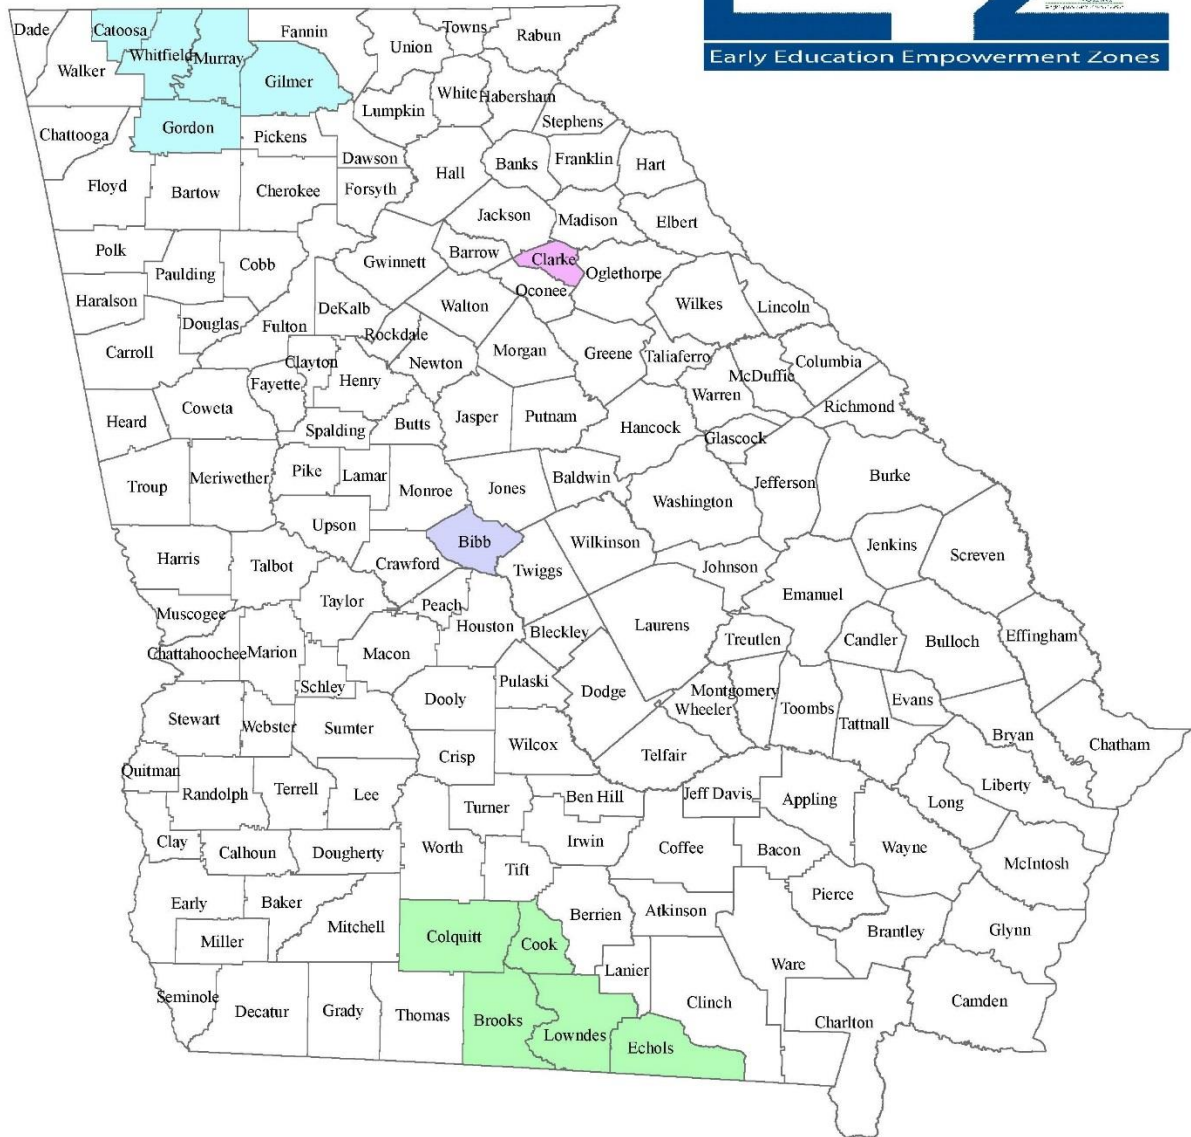 EZ
Early Education Empowerment Zones
Dade
Catoosa
Fannin
Towns
Union
Rabun
Whitfield
Murray
Walker
Gilmer
White
Habersham
Lumpkin
Stephens
Chattooga
Gordon
Pickens
Dawson
Hall
Banks
Franklin
Hart
Floyd
Bartow
Cherokee
Forsyth
Jackson
Madison
Elbert
Polk
Paulding
Cobb
Gwinnett
Barrow
Clarke
Oglethorpe
Oconee
Haralson
DeKalb
Walton
Wilkes
Lincoln
Douglas
Fulton
Rockdale
Carroll
Clayton
Newton
Morgan
Greene
Taliaferro
McDuffie
Columbia
Fayette
Henry
Warren
Richmond
Heard
Coweta
Spalding
Butts
Jasper
Putnam
Hancock
Glascock
Troup
Meriwether
Pike
Lamar
Monroe
Jones
Baldwin
Washington
Jefferson
Burke
Upson
Bibb
Wilkinson
Jenkins
Screven
Harris
Talbot
Crawford
Twiggs
Johnson
Emanuel
Muscogee
Taylor
Peach
Houston
Bleckley
Laurens
Treutlen
Candler
Bulloch
Effingham
Chattahoochee
Marion
Macon
Schley
Dooly
Pulaski
Dodge
Montgomery
Wheeler
Toombs
Tattnall
Evans
Stewart
Webster
Sumter
Crisp
Wilcox
Telfair
Bryan
Chatham
Quitman
Randolph
Terrell
Lee
Turner
Ben Hill
Jeff Davis
Appling
Long
Liberty
Clay
Calhoun
Dougherty
Worth
Irwin
Coffee
Bacon
Wayne
McIntosh
Tift
Early
Baker
Mitchell
Berrien
Atkinson
Pierce
Miller
Colquitt
Cook
Brantley
Glynn
Lanier
Ware
Seminole
Decatur
Grady
Thomas
Brooks
Lowndes
Echols
Clinch
Charlton
Camden